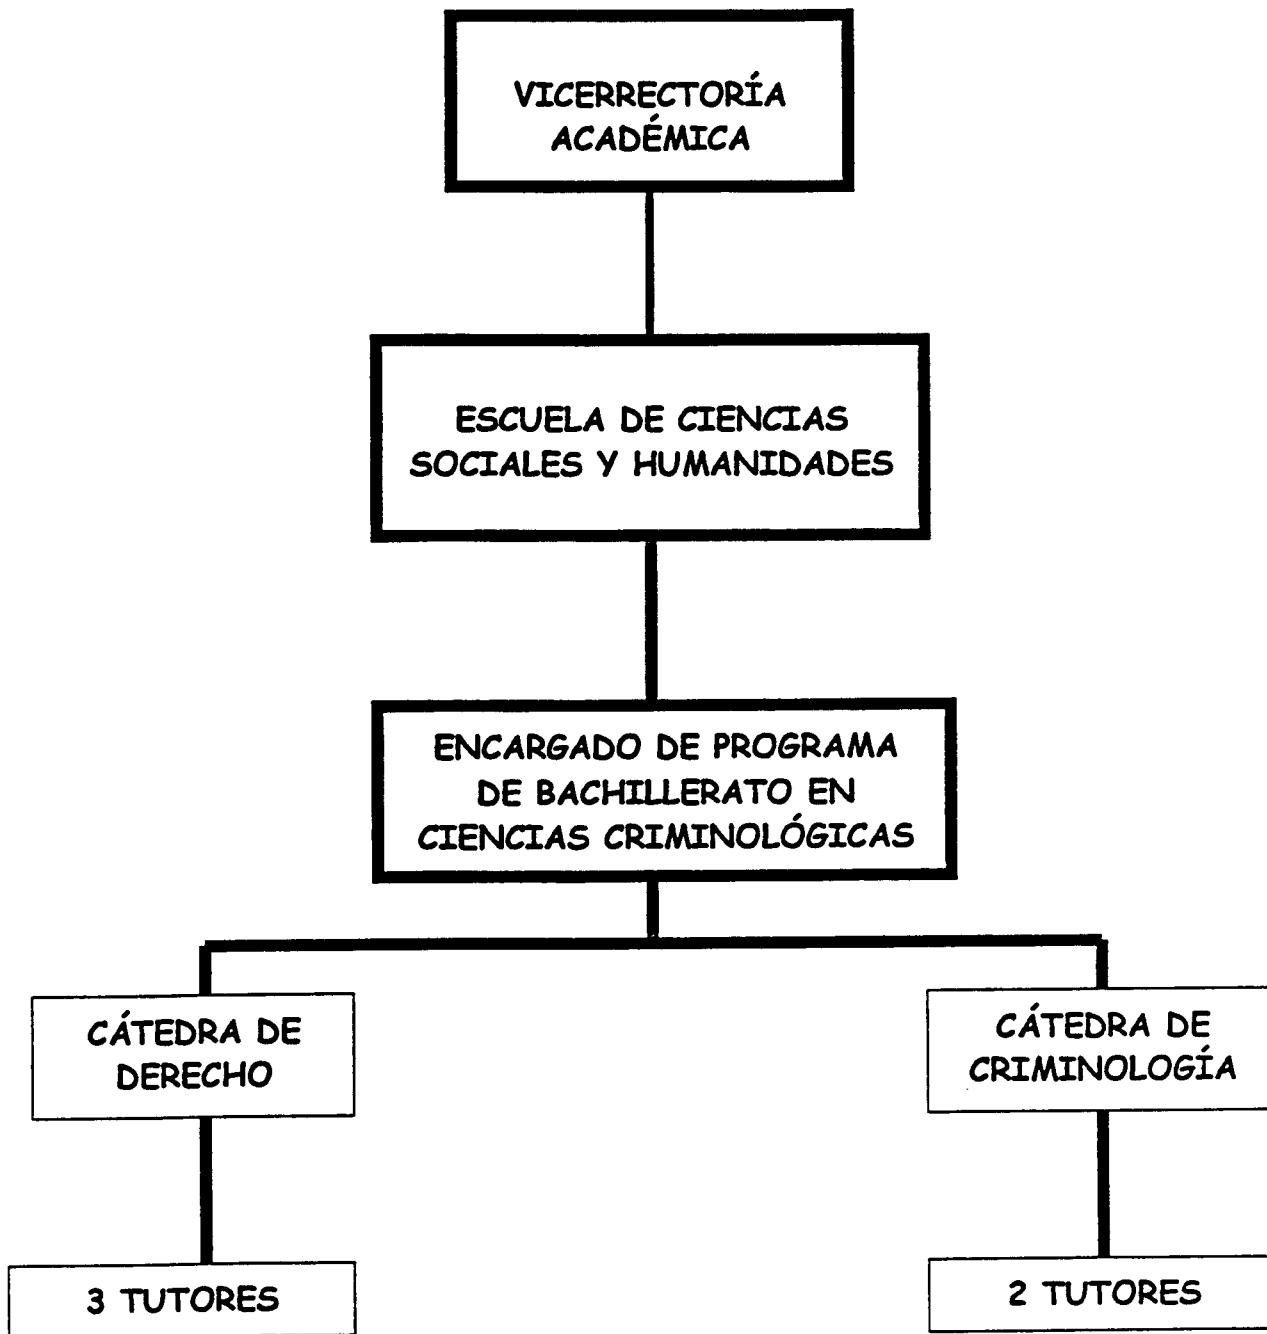 VICERRECTORÍA
ACADÉMICA
ESCUELA DE CIENCIAS
SOCIALES Y HUMANIDADES
ENCARGADO DE PROGRAMA
DE BACHILLERATO EN
CIENCIAS CRIMINOLÓGICAS
CÁTEDRA DE
DERECHO
CÁTEDRA DE
CRIMINOLOGÍA
3 TUTORES
2 TUTORES